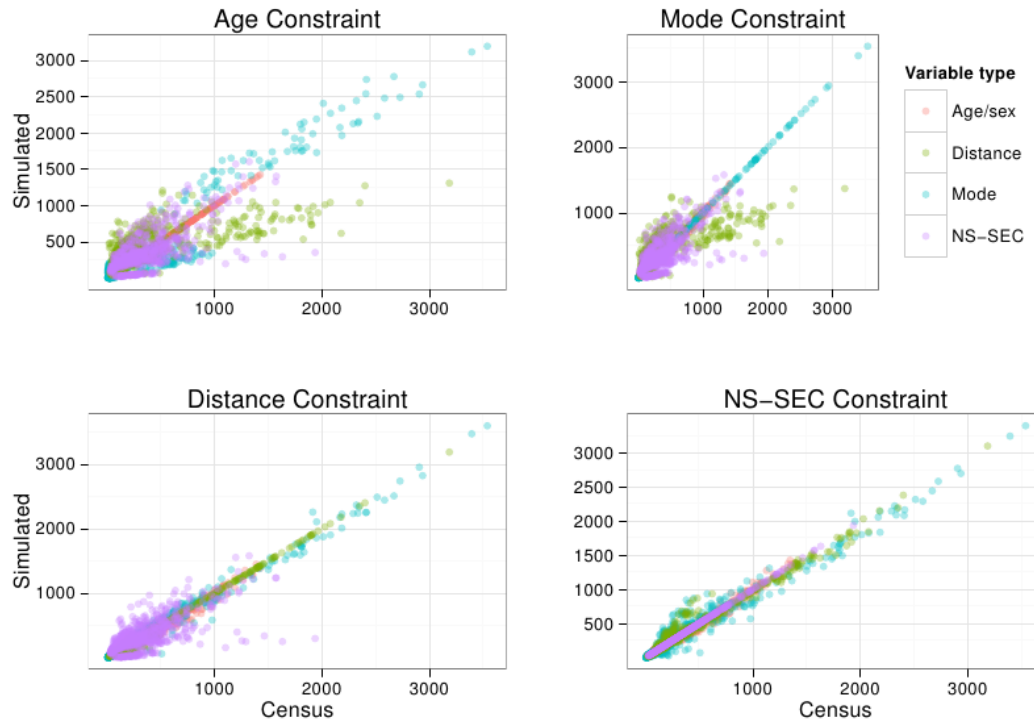 Age Constraint
Simulated
3000
2500
2000
1500
1000
500
1000 2000 3000
Mode Constraint
3000
2000
1000
1000 2000 3000
Variable type
Age/sex
Distance
Mode
NS−SEC
Distance Constraint
Simulated
3000
2000
1000
1000 2000 3000
Census
NS−SEC Constraint
3000
2500
2000
1500
1000
500
1000 2000 3000
Census